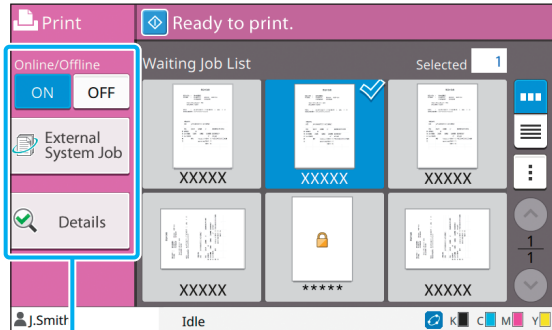 Print
Ready to print.
Online/Offline
ON OFF
External
System Job
Details
Waiting Job List
Selected 1
XXXXX XXXXX XXXXX
XXXXX ***** XXXXX
1
1
J.Smith
Idle
K C M Y